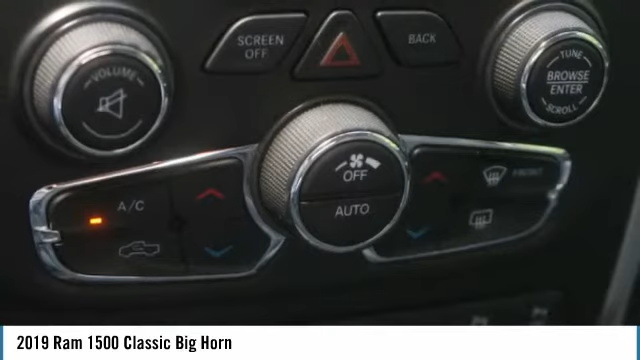 SCREEN
OFF
BACK
VOLUME
TUNE
BROWSE
ENTER
SCROLL
OFF
AUTO
A/C
FRONT
2019 Ram 1500 Classic Big Horn